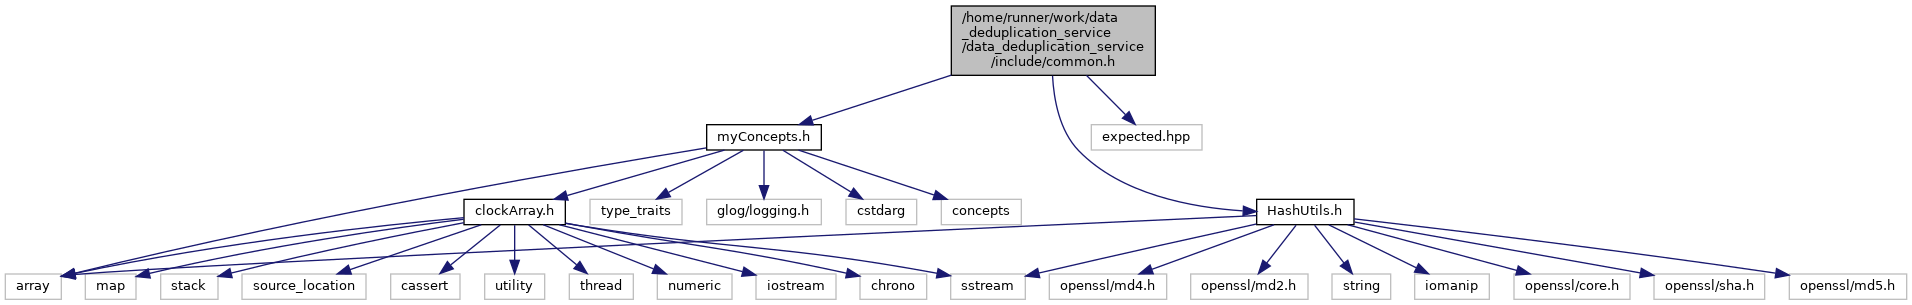 /home/runner/work/data
_deduplication_service
/data_deduplication_service
/include/common.h
myConcepts.h
expected.hpp
clockArray.h
type_traits
glog/logging.h
cstdarg
concepts
HashUtils.h
array
map
stack
source_location
cassert
utility
thread
numeric
iostream
chrono
sstream
openssl/md4.h
openssl/md2.h
string
iomanip
openssl/core.h
openssl/sha.h
openssl/md5.h